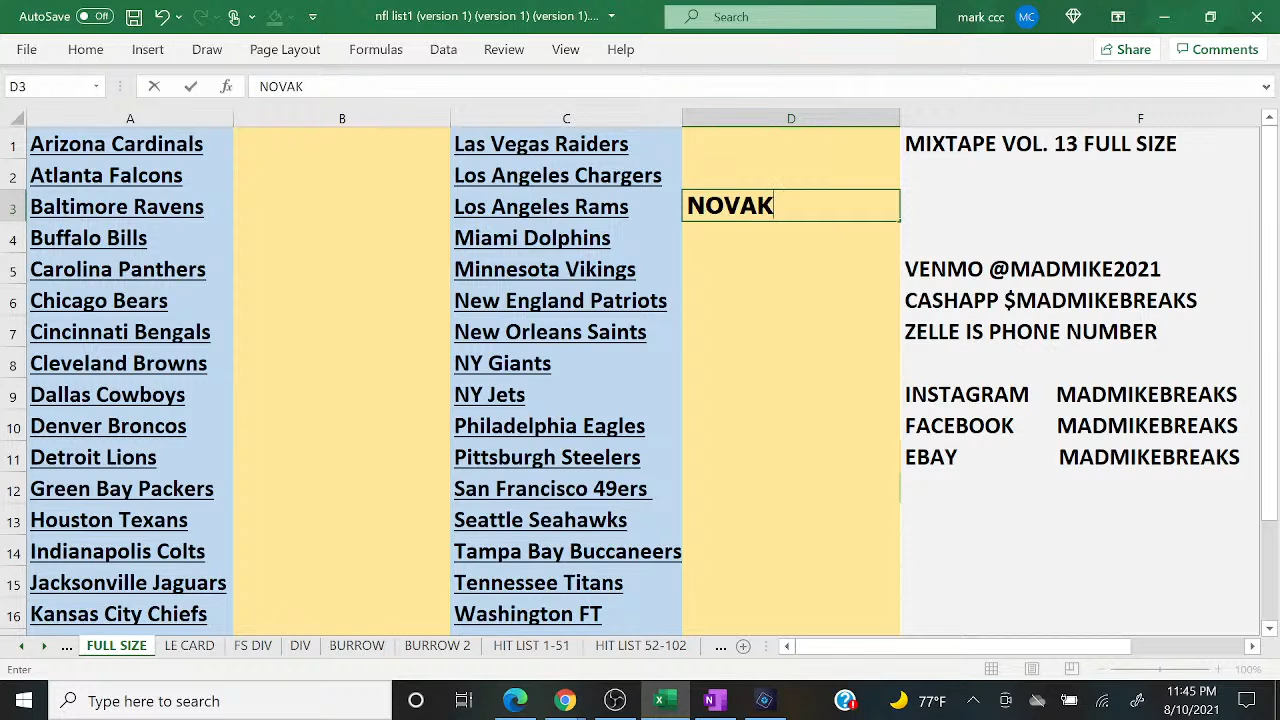 AutoSave Off nfl list1 (version 1) (version 1) (version 1).... Search mark ccc MC
File Home Insert Draw Page Layout Formulas Data Review View Help Share Comments
D3 fx NOVAK
A B C D F
1 Arizona Cardinals Las Vegas Raiders MIXTAPE VOL. 13 FULL SIZE
2 Atlanta Falcons Los Angeles Chargers
3 Baltimore Ravens Los Angeles Rams NOVAK
4 Buffalo Bills Miami Dolphins
5 Carolina Panthers Minnesota Vikings VENMO @MADMIKE2021
6 Chicago Bears New England Patriots CASHAPP $MADMIKEBREAKS
7 Cincinnati Bengals New Orleans Saints ZELLE IS PHONE NUMBER
8 Cleveland Browns NY Giants
9 Dallas Cowboys NY Jets INSTAGRAM MADMIKEBREAKS
10 Denver Broncos Philadelphia Eagles FACEBOOK MADMIKEBREAKS
11 Detroit Lions Pittsburgh Steelers EBAY MADMIKEBREAKS
12 Green Bay Packers San Francisco 49ers
13 Houston Texans Seattle Seahawks
14 Indianapolis Colts Tampa Bay Buccaneers
15 Jacksonville Jaguars Tennessee Titans
16 Kansas City Chiefs Washington FT
... FULL SIZE LE CARD FS DIV DIV BURROW BURROW 2 HIT LIST 1-51 HIT LIST 52-102 ...
Enter 100%
Type here to search 77°F 11:45 PM
8/10/2021